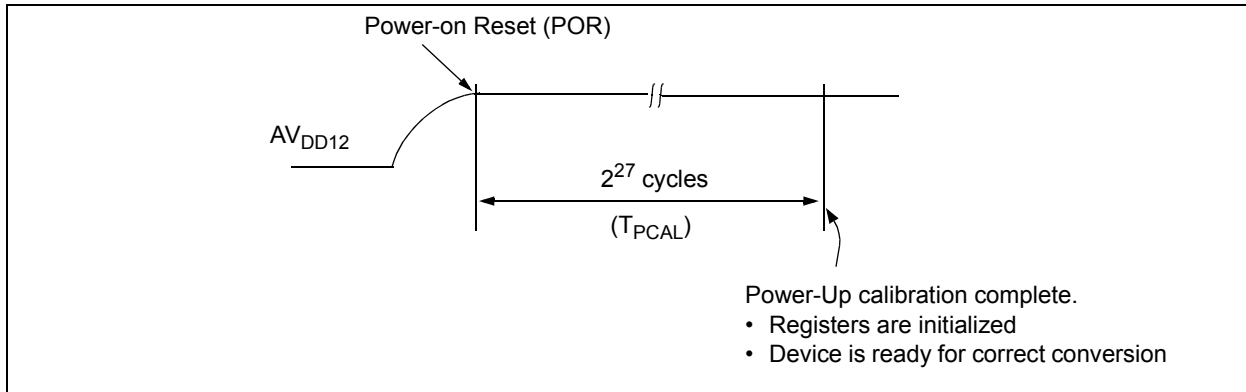 Power-on Reset (POR)
AVDD12
2^27 cycles
(TPCAL)
Power-Up calibration complete.
• Registers are initialized
• Device is ready for correct conversion